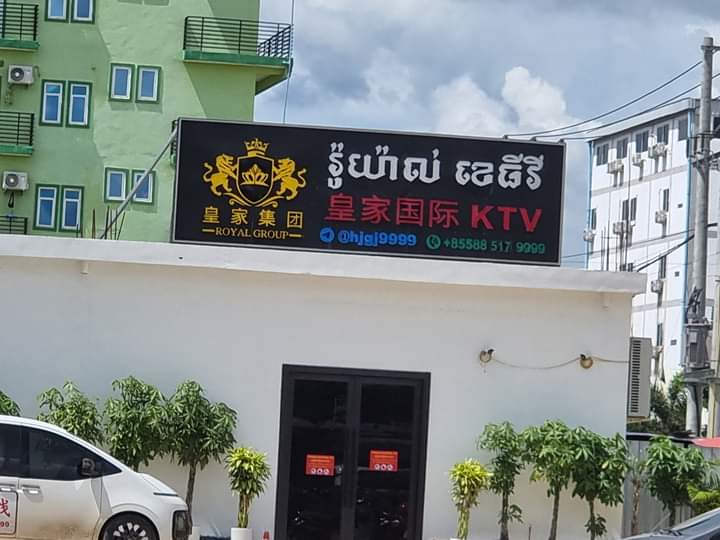 រ៉ូយ៉ាល់ ខេធីវី
皇家集团
ROYAL GROUP
皇家国际 KTV
@hjgj9999 +85588 517 9999